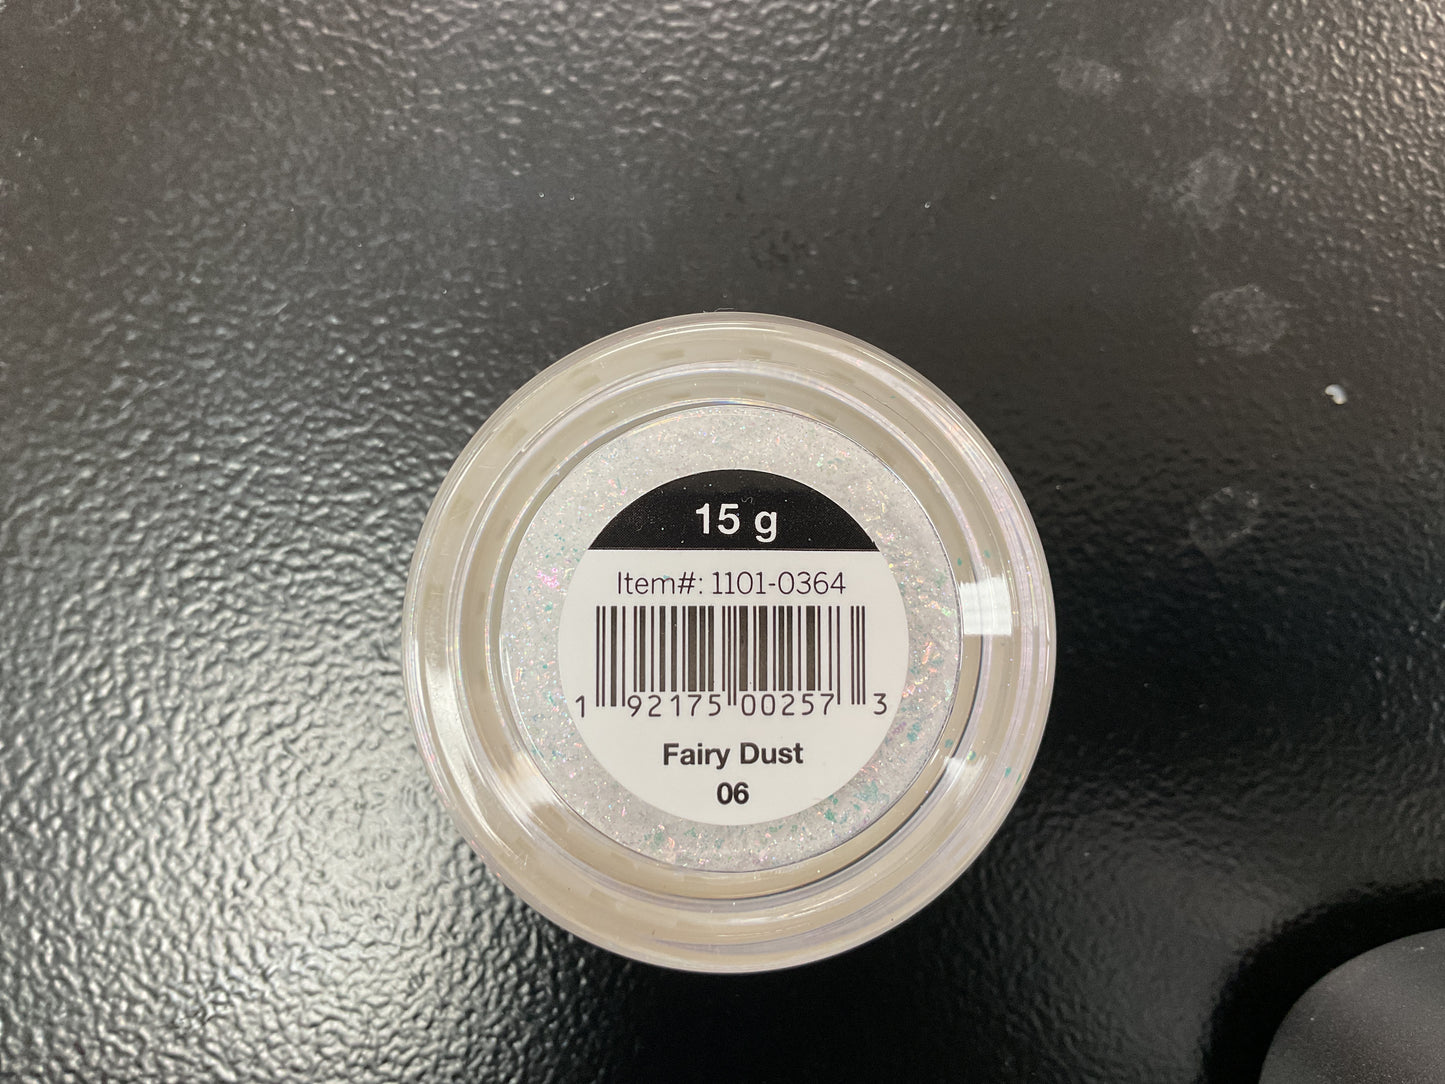 15 g
Item#: 1101-0364
1 92175 00257 3
Fairy Dust
06